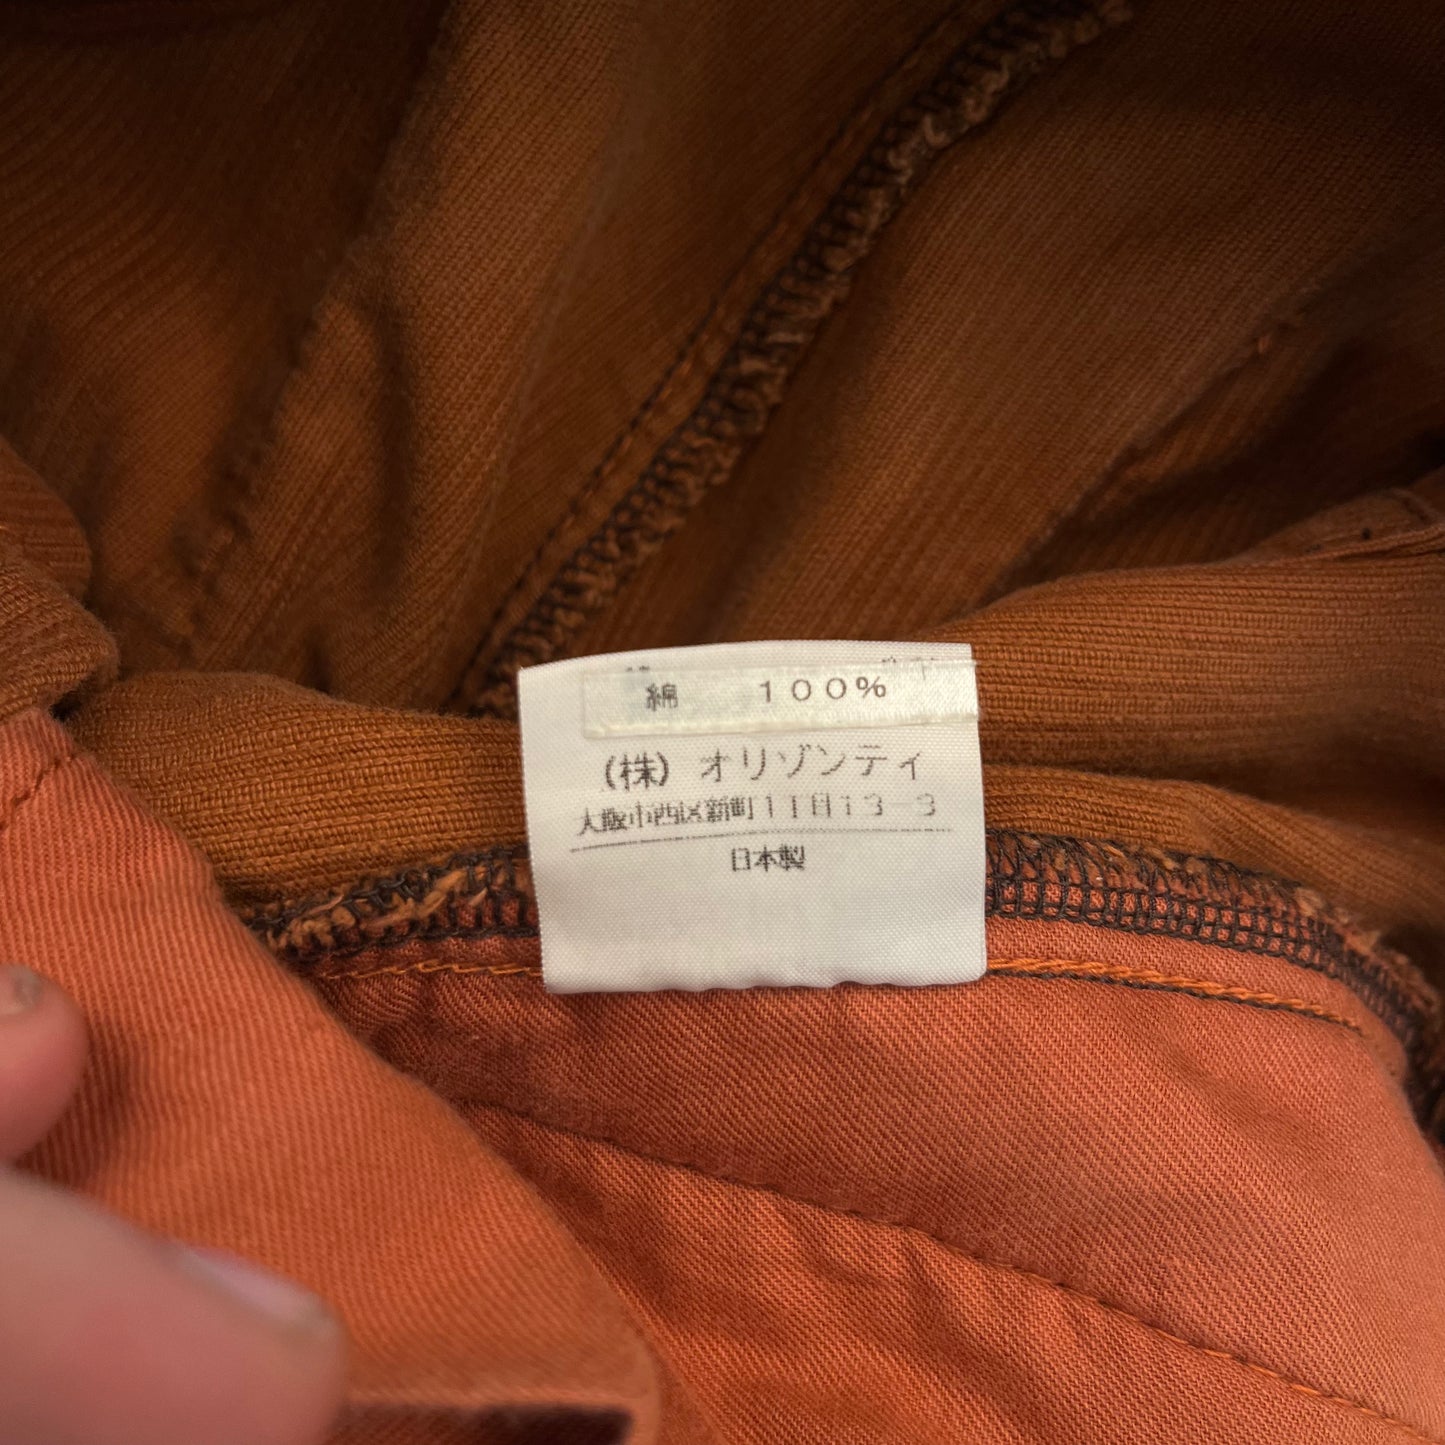 綿 100%
(株) オリゾンティ
大阪市西区新町1丁目13-3
日本製